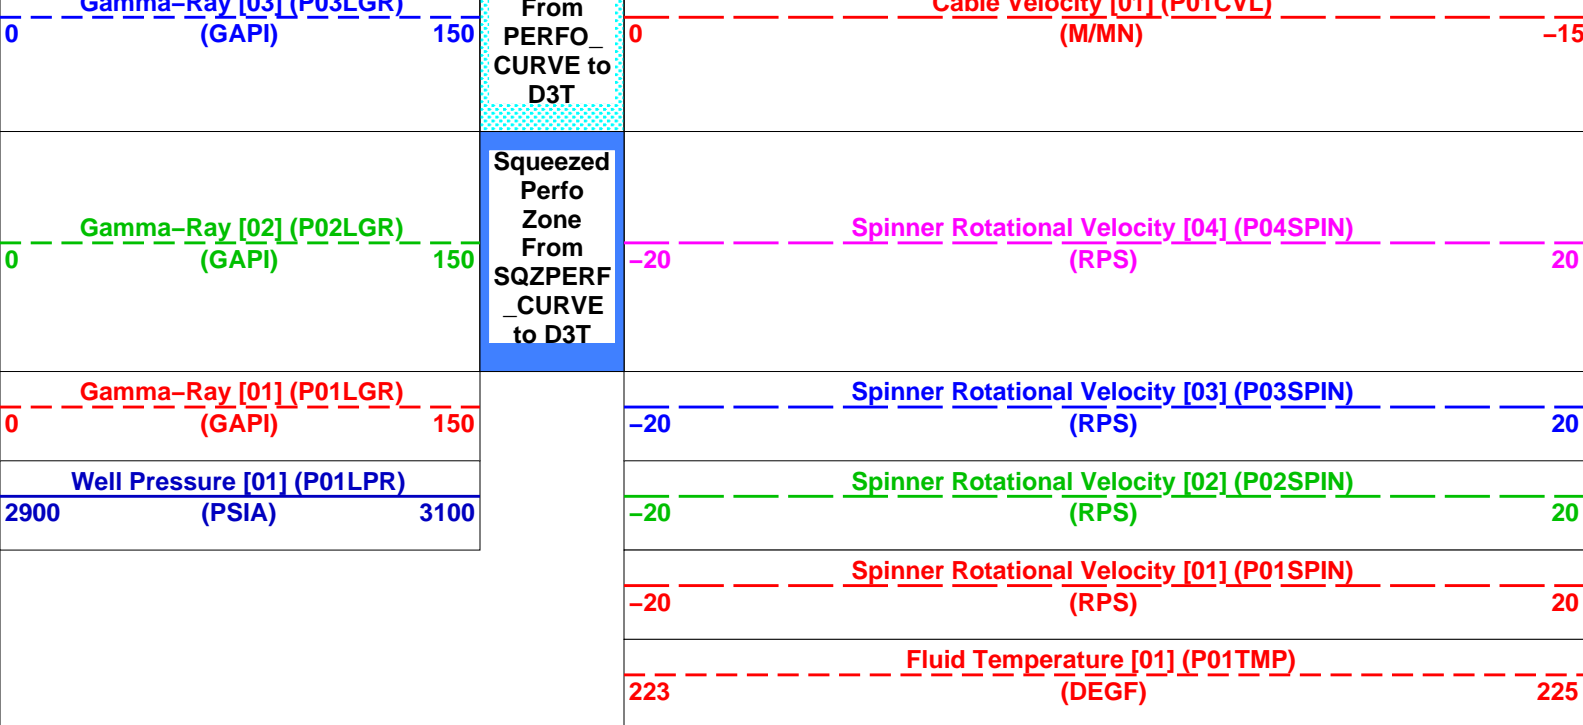 Gamma–Ray [03] (P03LGR)
0 (GAPI) 150
From
PERFO_
CURVE to
D3T
Cable Velocity [01] (P01CVL)
0 (M/MN) –15
Gamma–Ray [02] (P02LGR)
0 (GAPI) 150
Squeezed
Perfo
Zone
From
SQZPERF
_CURVE
to D3T
Spinner Rotational Velocity [04] (P04SPIN)
–20 (RPS) 20
Gamma–Ray [01] (P01LGR)
0 (GAPI) 150
Spinner Rotational Velocity [03] (P03SPIN)
–20 (RPS) 20
Well Pressure [01] (P01LPR)
2900 (PSIA) 3100
Spinner Rotational Velocity [02] (P02SPIN)
–20 (RPS) 20
Spinner Rotational Velocity [01] (P01SPIN)
–20 (RPS) 20
Fluid Temperature [01] (P01TMP)
223 (DEGF) 225